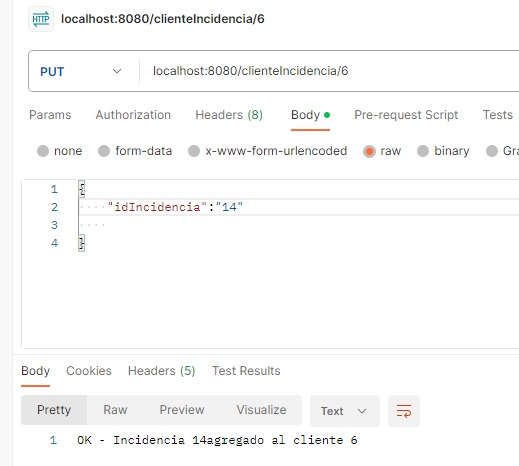 HTTP localhost:8080/clienteIncidencia/6
PUT localhost:8080/clienteIncidencia/6
Params Authorization Headers (8) Body Pre-request Script Tests
none form-data x-www-form-urlencoded raw binary Gra
1 {
2 ····"idIncidencia":"14"
3 ····
4 }
Body Cookies Headers (5) Test Results
Pretty Raw Preview Visualize Text
1 OK - Incidencia 14agregado al cliente 6